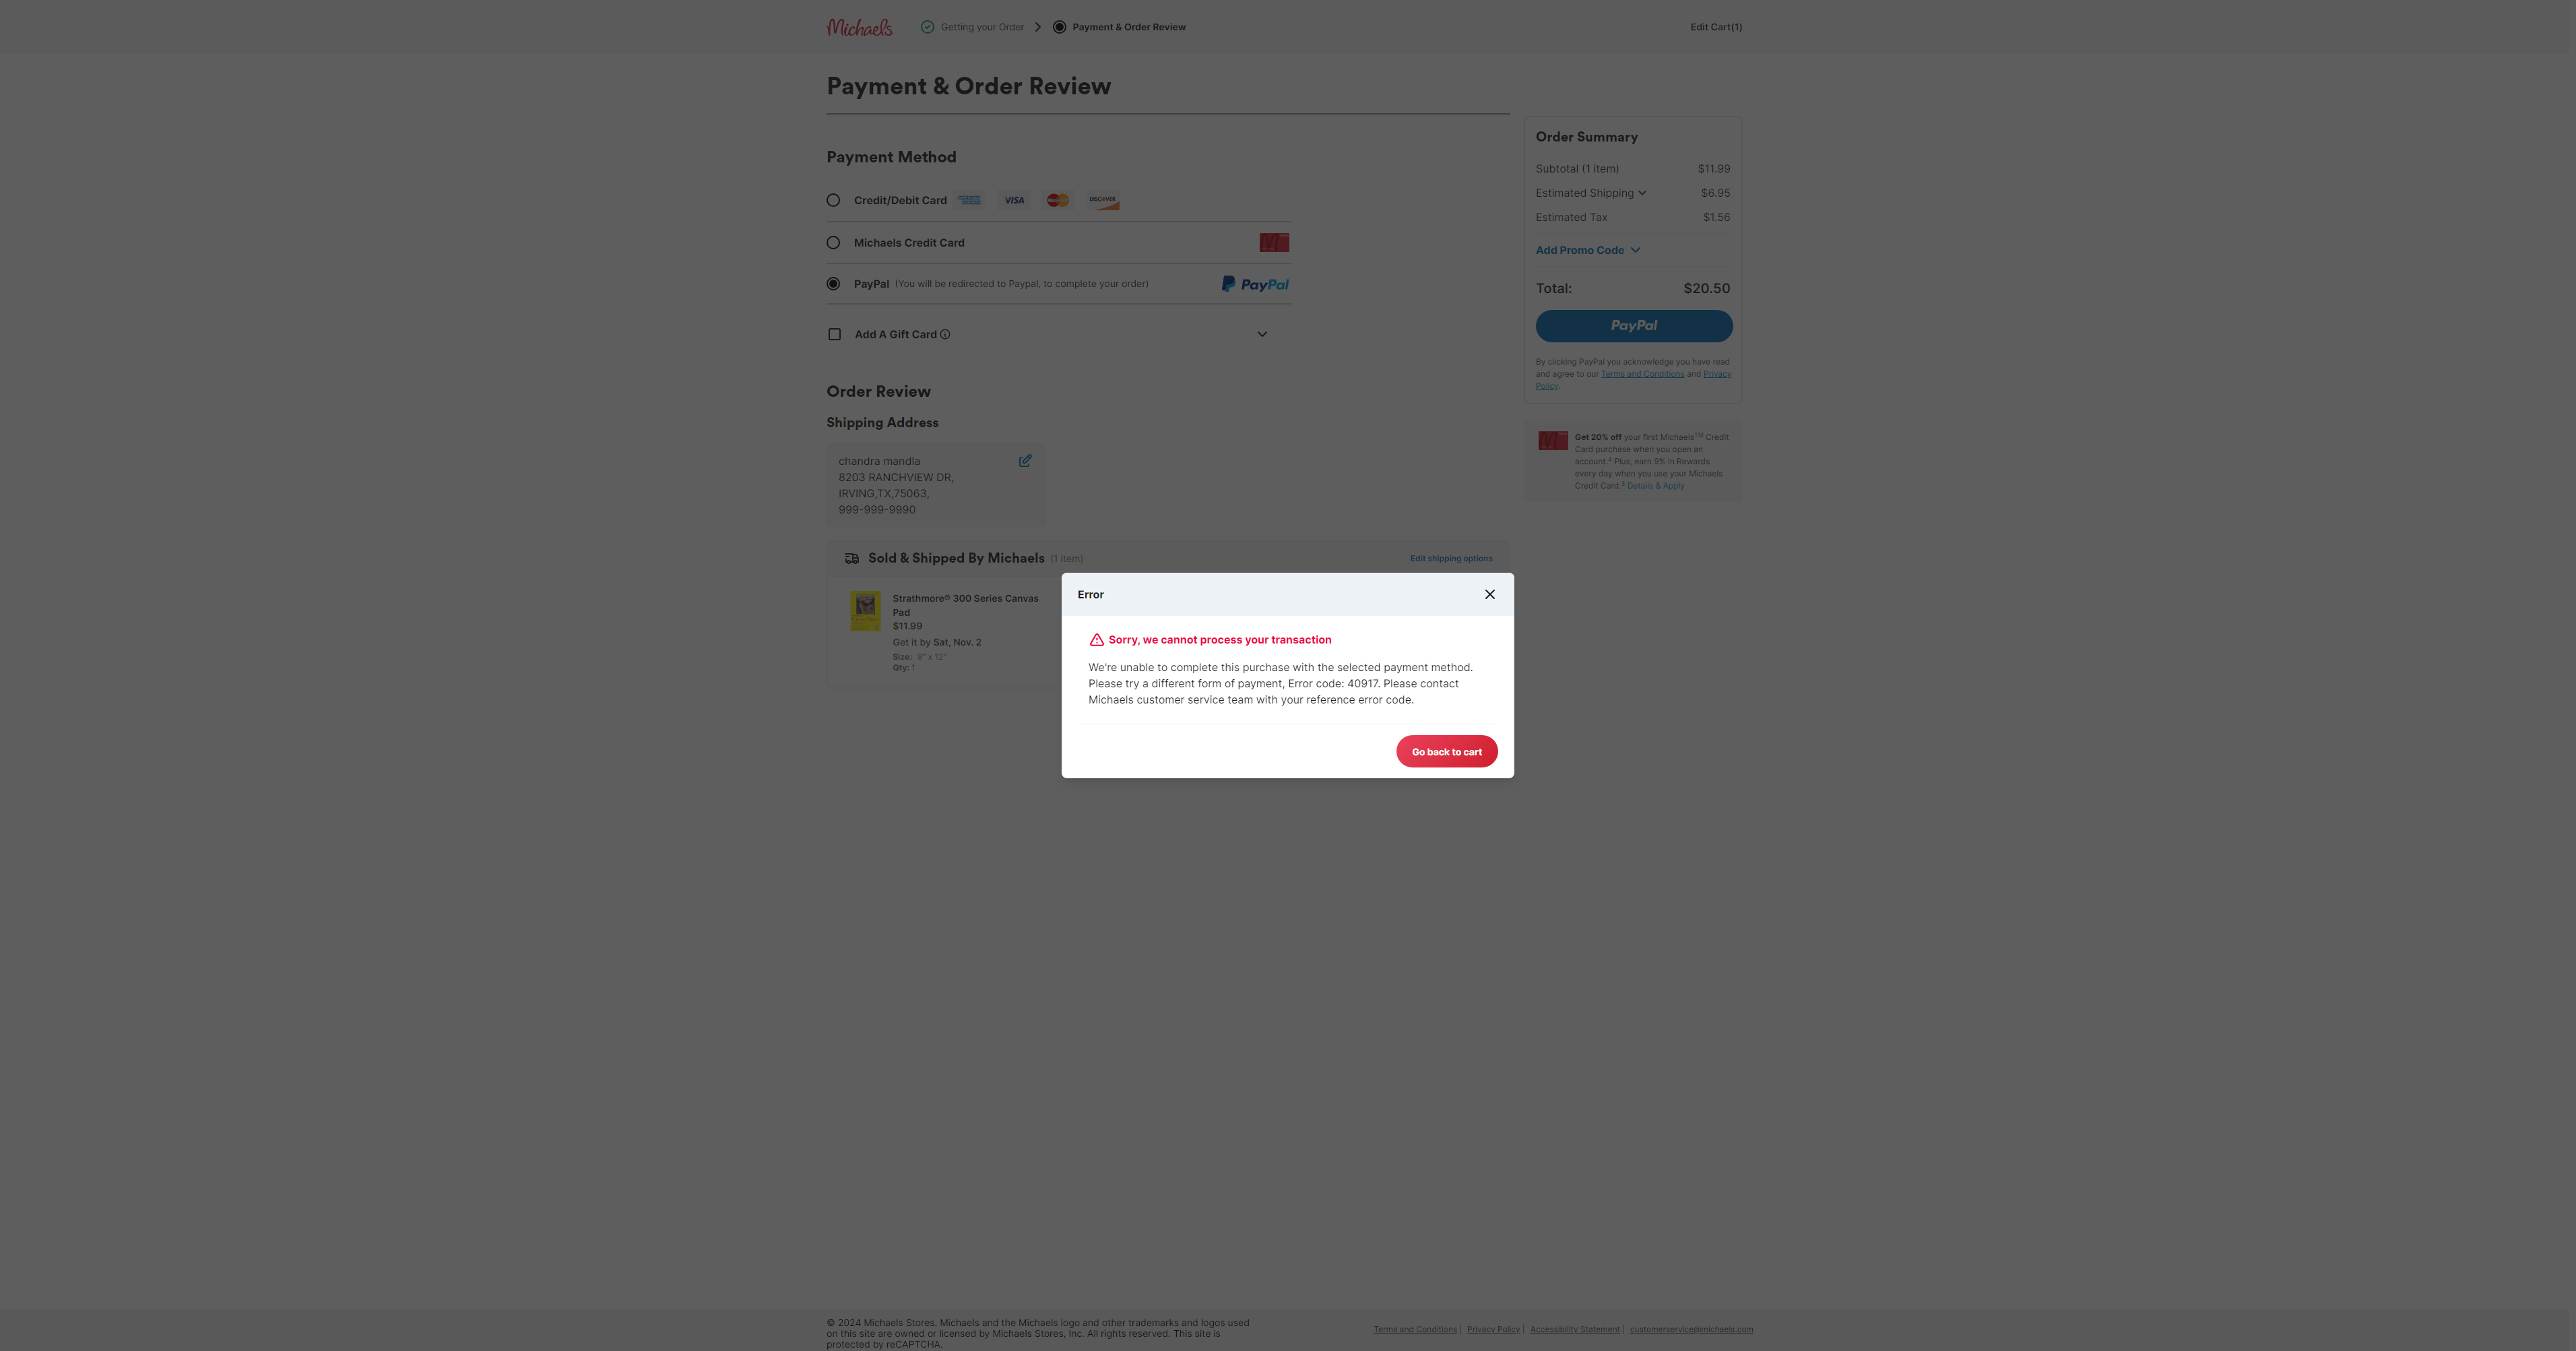 Michaels
Getting your Order
Payment & Order Review
Edit Cart(1)
Payment & Order Review
Payment Method
Credit/Debit Card
VISA
DISCOVER
Michaels Credit Card
PayPal (You will be redirected to Paypal, to complete your order)
PayPal
Add A Gift Card
Order Review
Shipping Address
chandra mandla
8203 RANCHVIEW DR,
IRVING,TX,75063,
999-999-9990
Sold & Shipped By Michaels (1 item)
Edit shipping options
Strathmore® 300 Series Canvas
Pad
$11.99
Get it by Sat, Nov. 2
Size: 9" x 12"
Qty: 1
Order Summary
Subtotal (1 item) $11.99
Estimated Shipping $6.95
Estimated Tax $1.56
Add Promo Code
Total: $20.50
PayPal
By clicking PayPal you acknowledge you have read
and agree to our Terms and Conditions and Privacy
Policy.
Get 20% off your first Michaels™ Credit
Card purchase when you open an
account.² Plus, earn 9% in Rewards
every day when you use your Michaels
Credit Card.³ Details & Apply
Error
Sorry, we cannot process your transaction
We're unable to complete this purchase with the selected payment method.
Please try a different form of payment, Error code: 40917. Please contact
Michaels customer service team with your reference error code.
Go back to cart
© 2024 Michaels Stores. Michaels and the Michaels logo and other trademarks and logos used
on this site are owned or licensed by Michaels Stores, Inc. All rights reserved. This site is
protected by reCAPTCHA.
Terms and Conditions | Privacy Policy | Accessibility Statement | customerservice@michaels.com